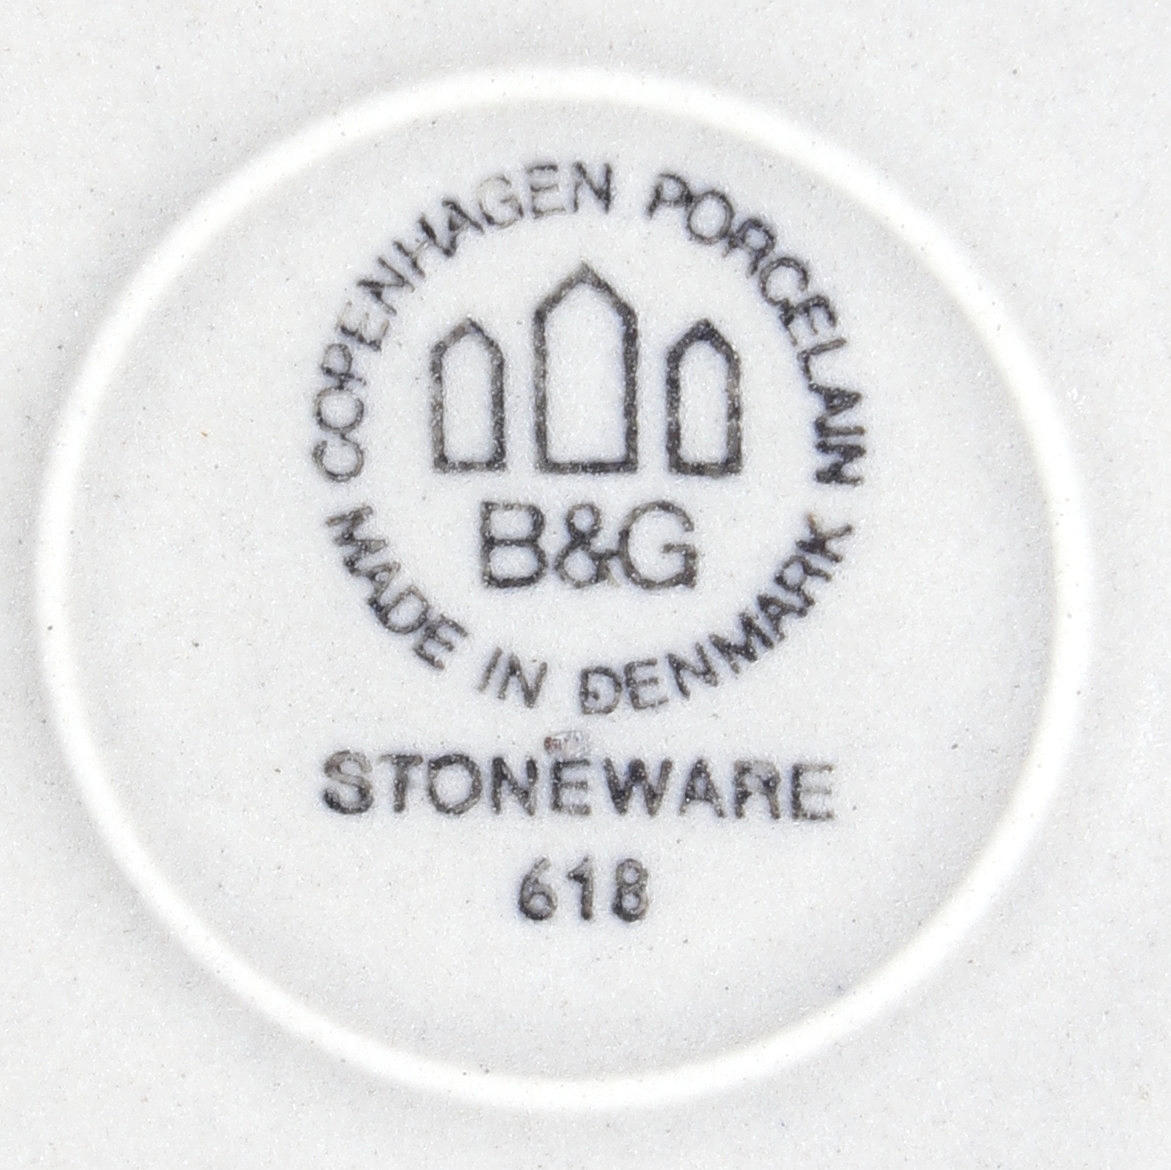 COPENHAGEN PORCELAIN
B&G
MADE IN DENMARK
STONEWARE
618